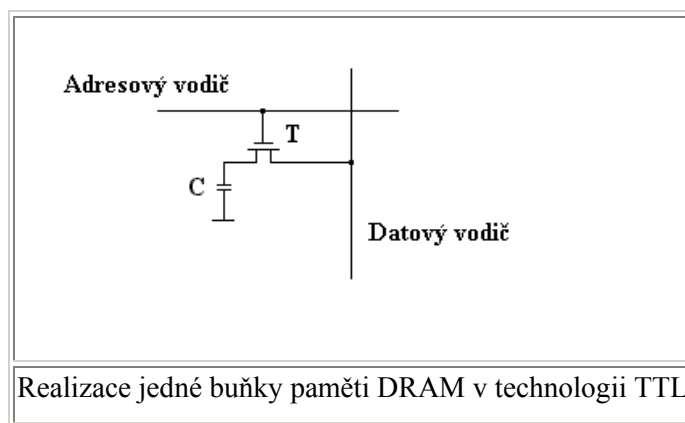 Adresový vodič
T
C
Datový vodič
Realizace jedné buňky paměti DRAM v technologii TTL